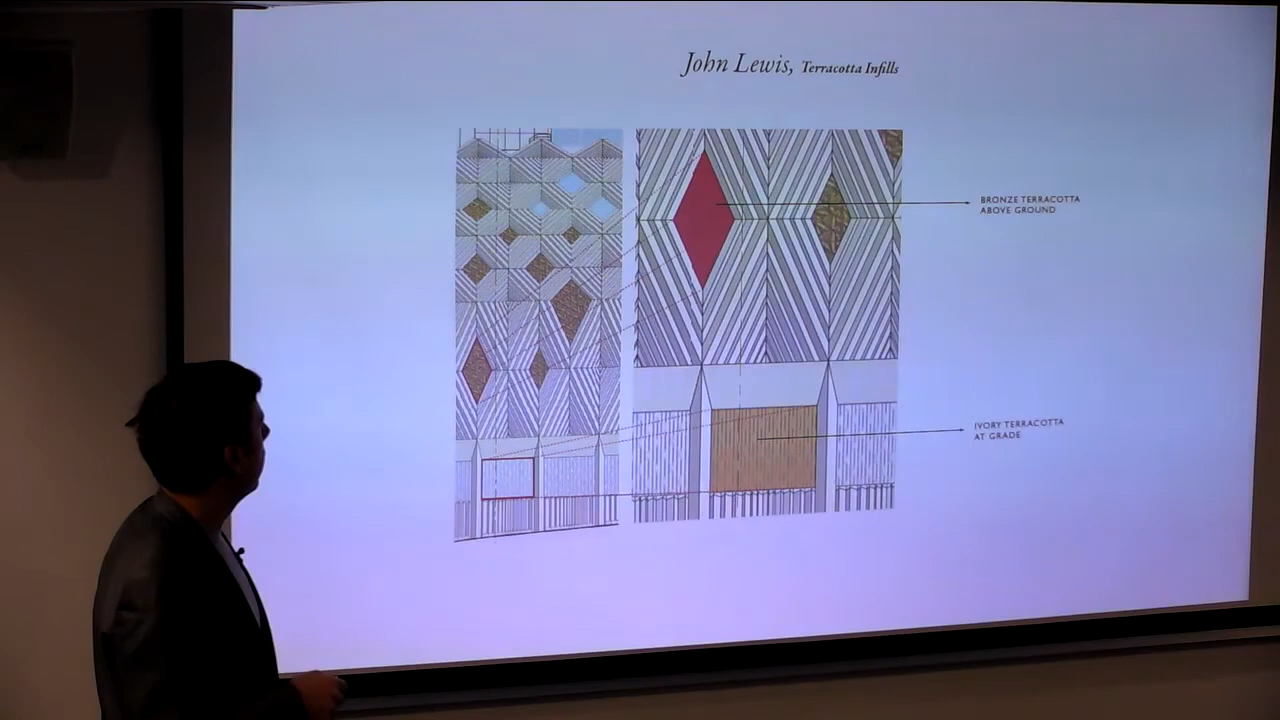 John Lewis, Terracotta Infills
BRONZE TERRACOTTA
ABOVE GROUND
IVORY TERRACOTTA
AT GRADE